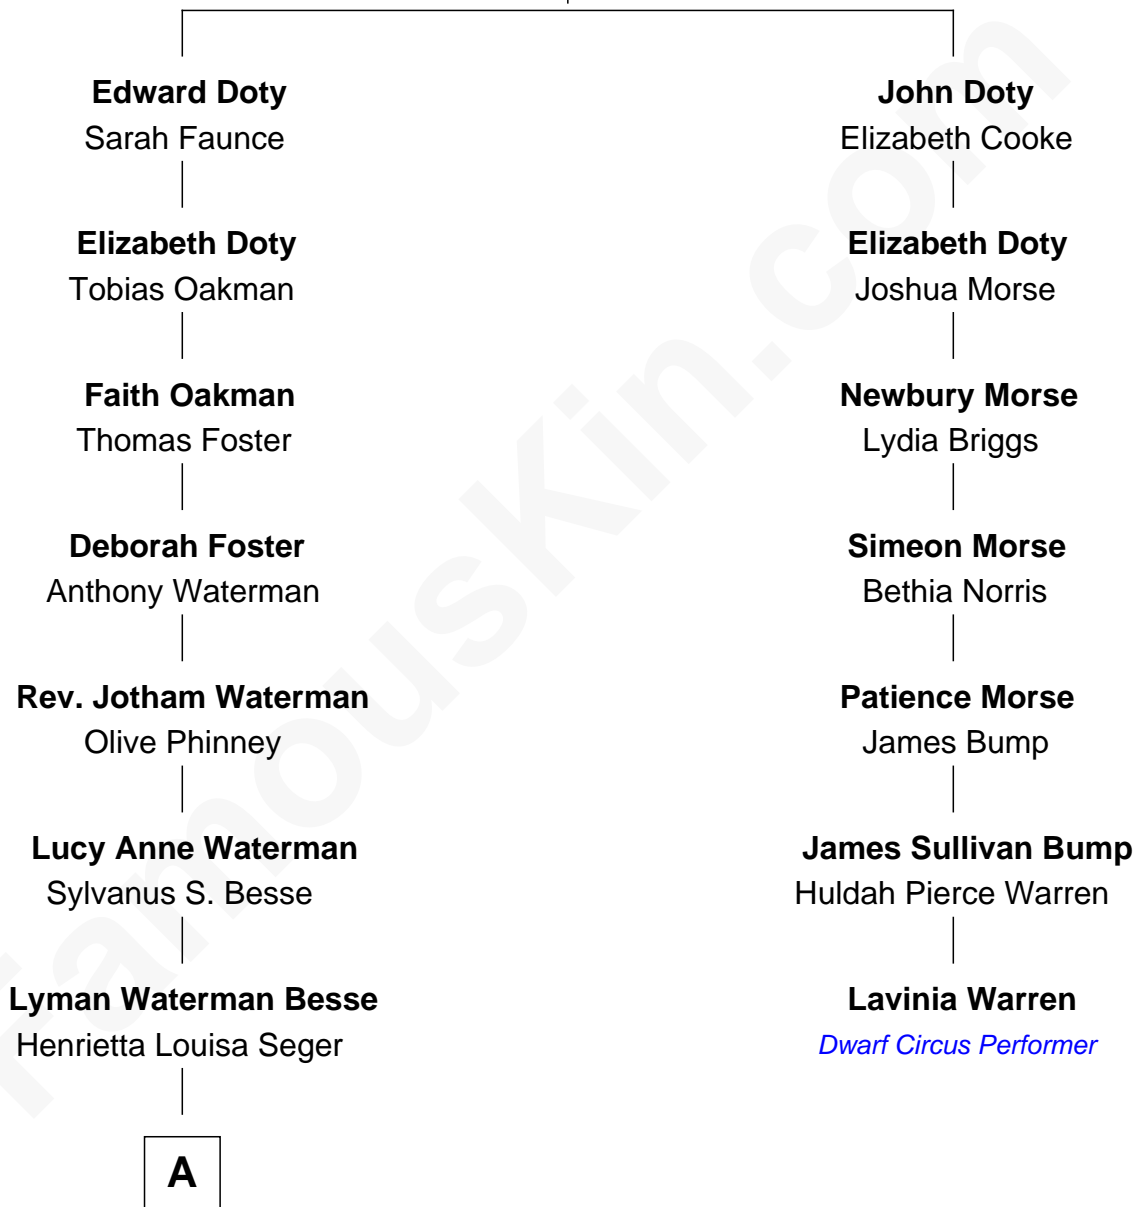 Edward Doty
Sarah Faunce
Elizabeth Doty
Tobias Oakman
Faith Oakman
Thomas Foster
Deborah Foster
Anthony Waterman
Rev. Jotham Waterman
Olive Phinney
Lucy Anne Waterman
Sylvanus S. Besse
Lyman Waterman Besse
Henrietta Louisa Seger
A
John Doty
Elizabeth Cooke
Elizabeth Doty
Joshua Morse
Newbury Morse
Lydia Briggs
Simeon Morse
Bethia Norris
Patience Morse
James Bump
James Sullivan Bump
Huldah Pierce Warren
Lavinia Warren
Dwarf Circus Performer
FamousKin.com